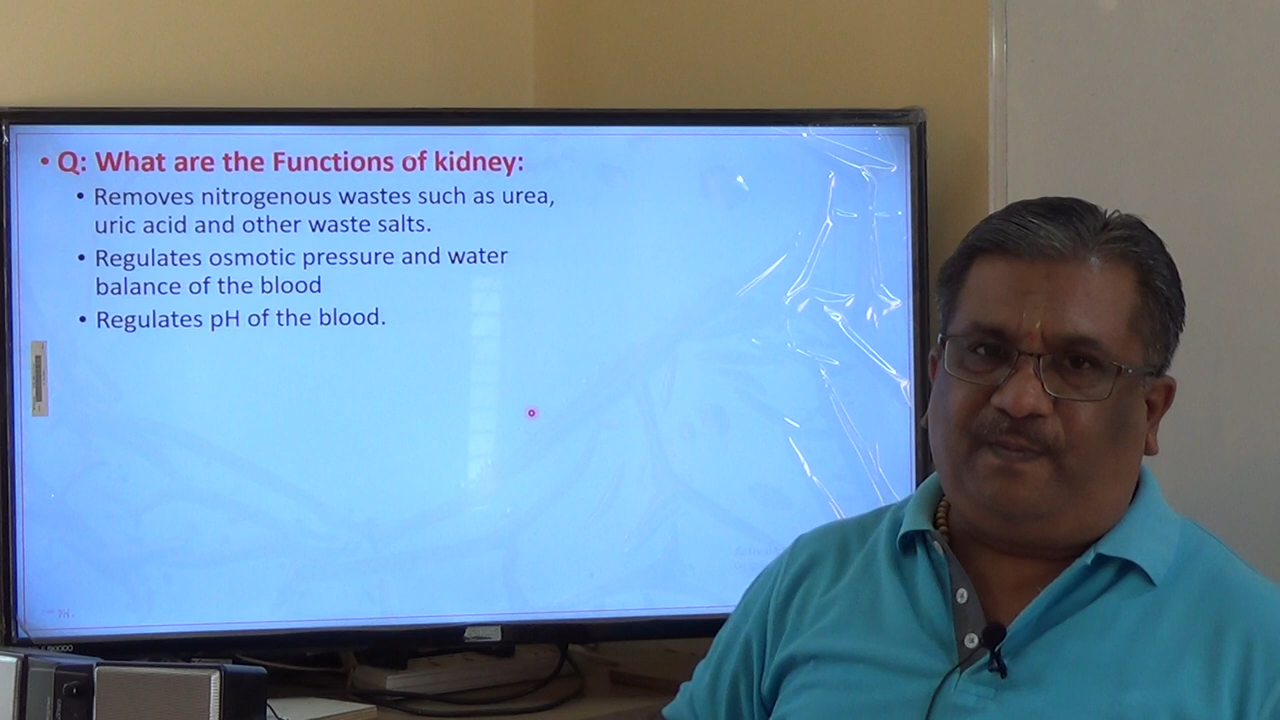 • Q: What are the Functions of kidney:
• Removes nitrogenous wastes such as urea,
uric acid and other waste salts.
• Regulates osmotic pressure and water
balance of the blood
• Regulates pH of the blood.